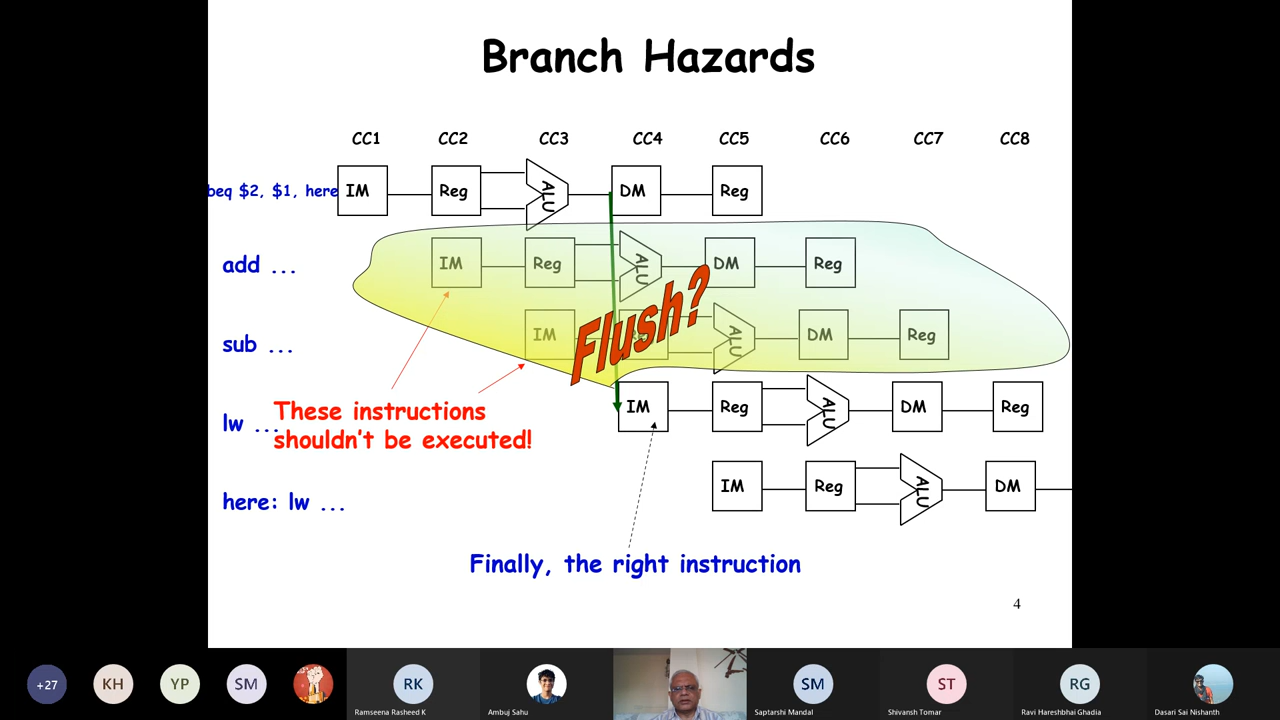 Branch Hazards
CC1 CC2 CC3 CC4 CC5 CC6 CC7 CC8
beq $2, $1, here IM Reg ALU DM Reg
add ... IM Reg ALU DM Reg
Flush?
sub ... IM Reg ALU DM Reg
These instructions
shouldn't be executed!
lw ... IM Reg ALU DM Reg
here: lw ... IM Reg ALU DM
Finally, the right instruction
4
+27 KH YP SM RK SM ST RG
Ramseena Rasheed K Ambuj Sahu Saptarshi Mandal Shivansh Tomar Ravi Hareshbhai Ghadia Dasari Sai Nishanth